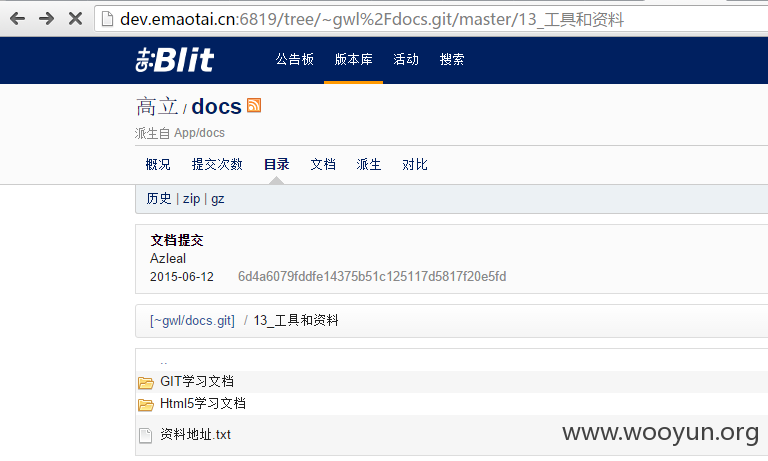 dev.emaotai.cn:6819/tree/~gwl%2Fdocs.git/master/13_工具和资料
git:Blit 公告板 版本库 活动 搜索
高立 / docs
派生自 App/docs
概况 提交次数 目录 文档 派生 对比
历史 | zip | gz
文档提交
Azleal
2015-06-12 6d4a6079fddfe14375b51c125117d5817f20e5fd
[~gwl/docs.git] / 13_工具和资料
..
GIT学习文档
Html5学习文档
资料地址.txt
www.wooyun.org